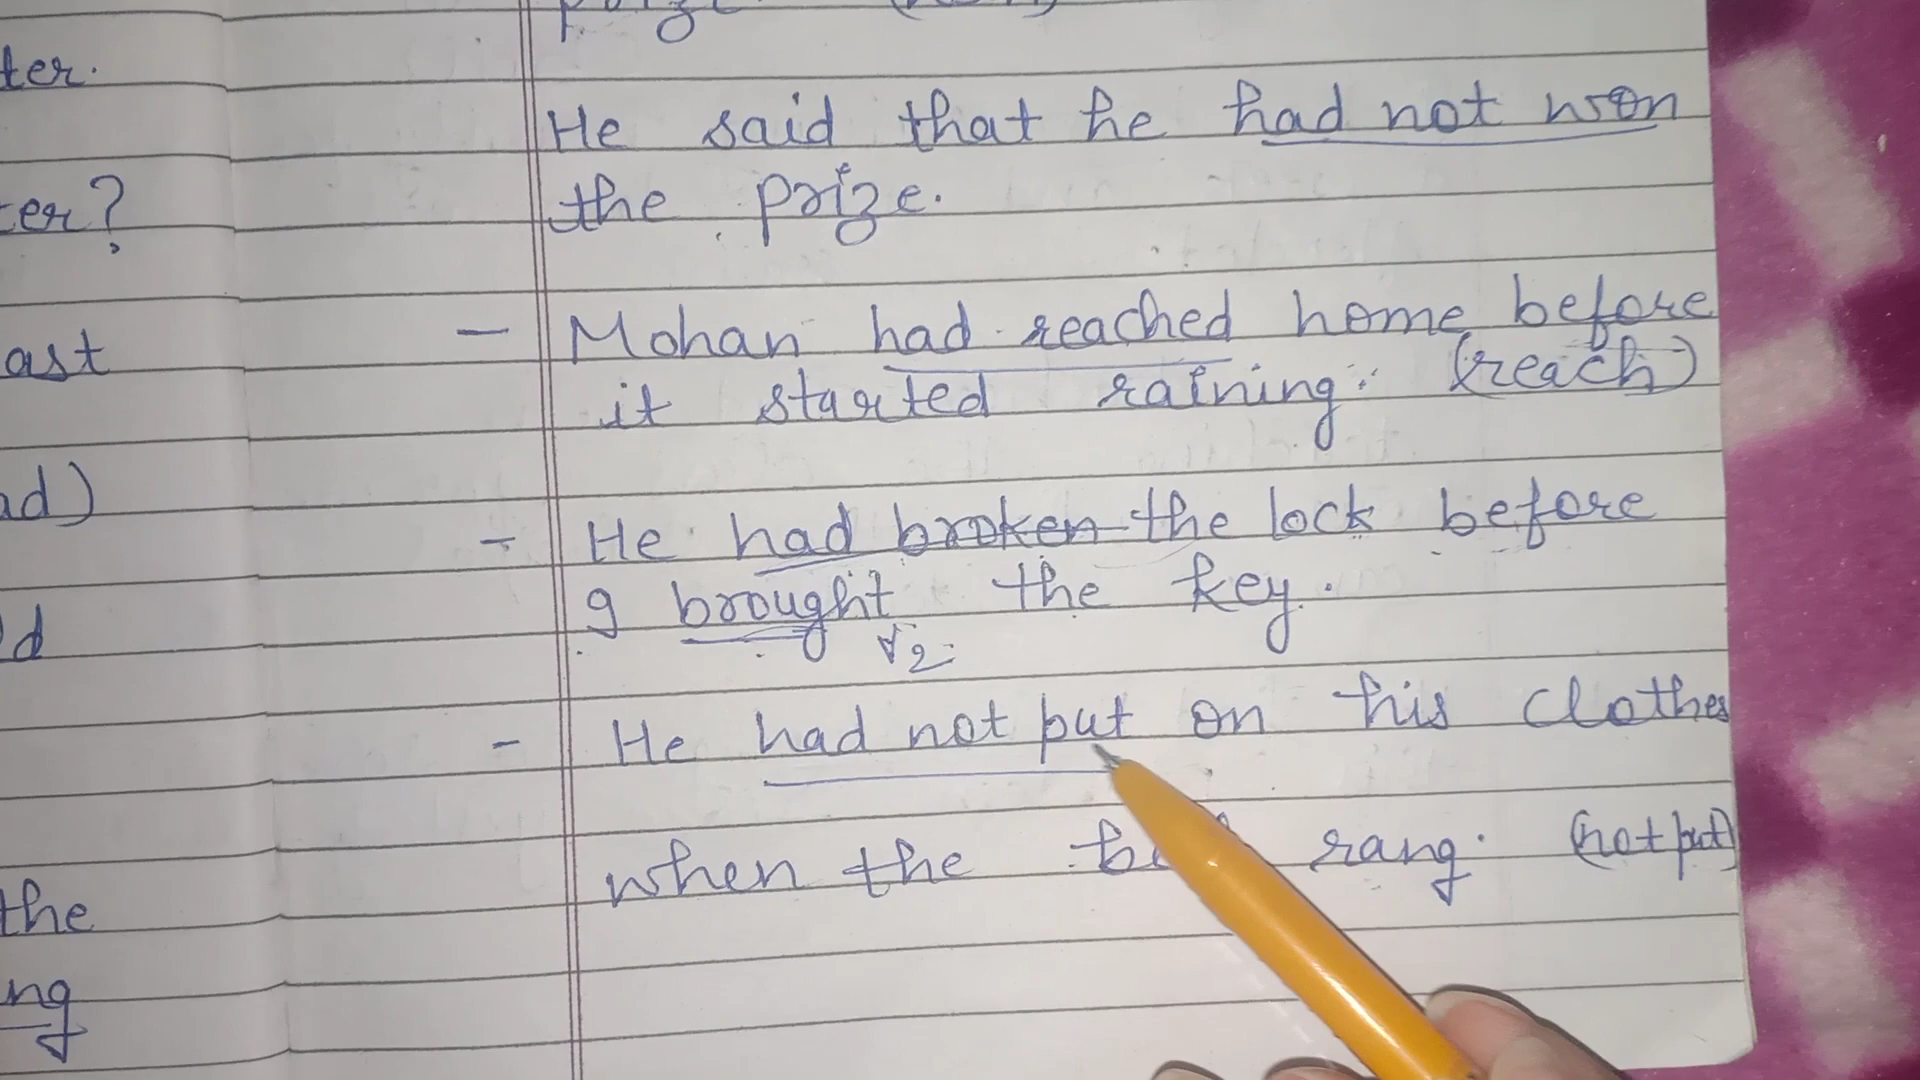 ter.
er?
ast
ad)
d
the
ng
He said that he had not won
the prize.
- Mohan had reached home before
it started raining. (reach)
- He had broken the lock before
I brought the key.
V2
- He had not put on his clothes
when the rang. (not put)